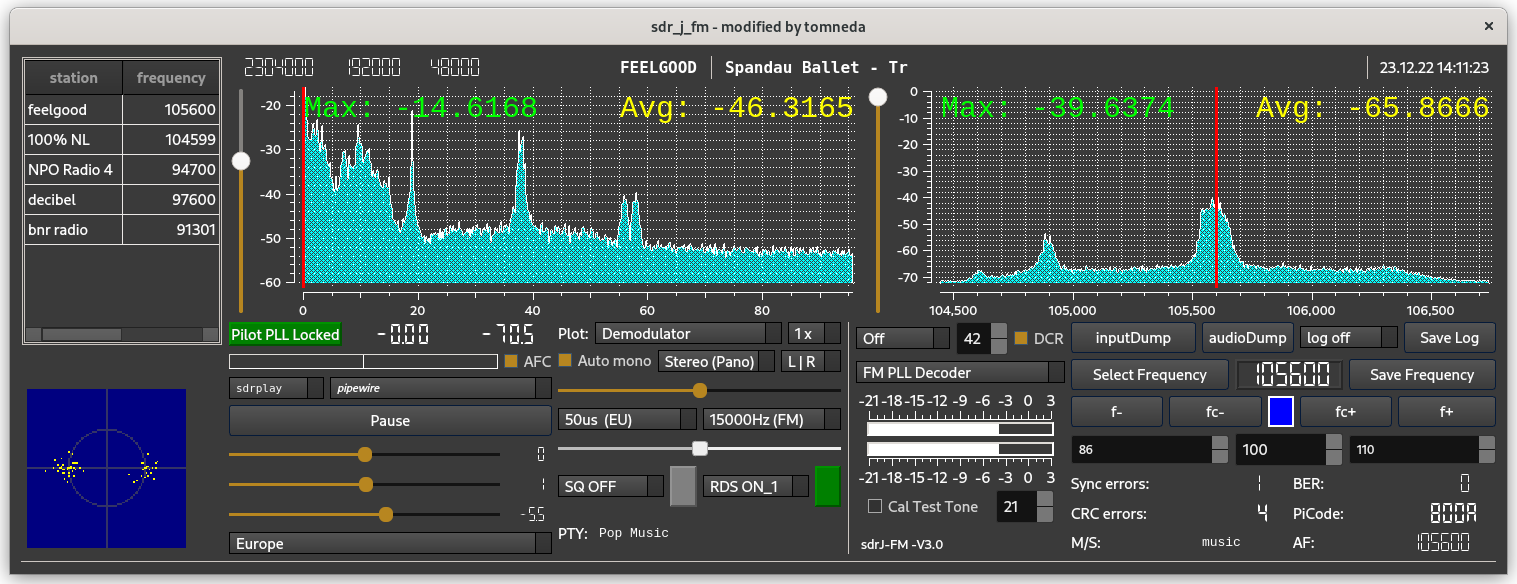 sdr_j_fm - modified by tomneda
×
station frequency
feelgood 105600
100% NL 104599
NPO Radio 4 94700
decibel 97600
bnr radio 91301
2304000 192000 48000
FEELGOOD Spandau Ballet - Tr
23.12.22 14:11:23
Max: -14.6168 Avg: -46.3165
-20
-30
-40
-50
-60
0 20 40 60 80
Max: -39.6374 Avg: -65.8666
0
-10
-20
-30
-40
-50
-60
-70
104,500 105,000 105,500 106,000 106,500
Pilot PLL Locked -0.00 -70.5
AFC
sdrplay pipewire
Pause
0
1
-5.5
Europe
Plot: Demodulator 1x
Auto mono Stereo (Pano) L|R
50us (EU) 15000Hz (FM)
SQ OFF RDS ON_1
PTY: Pop Music
Off 42 DCR
FM PLL Decoder
-21 -18 -15 -12 -9 -6 -3 0 3
-21 -18 -15 -12 -9 -6 -3 0 3
Cal Test Tone 21
sdrJ-FM -V3.0
inputDump audioDump log off Save Log
Select Frequency 105600 Save Frequency
f- fc- fc+ f+
86 100 110
Sync errors: 1 BER: 0
CRC errors: 4 PiCode: 800A
M/S: music AF: 105600